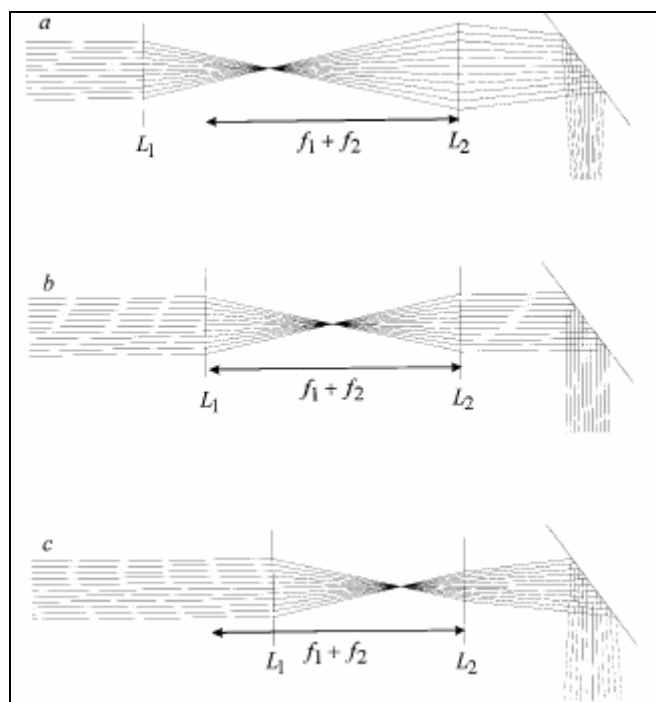 a
L₁ f₁ + f₂ L₂
b
L₁ f₁ + f₂ L₂
c
L₁ f₁ + f₂ L₂